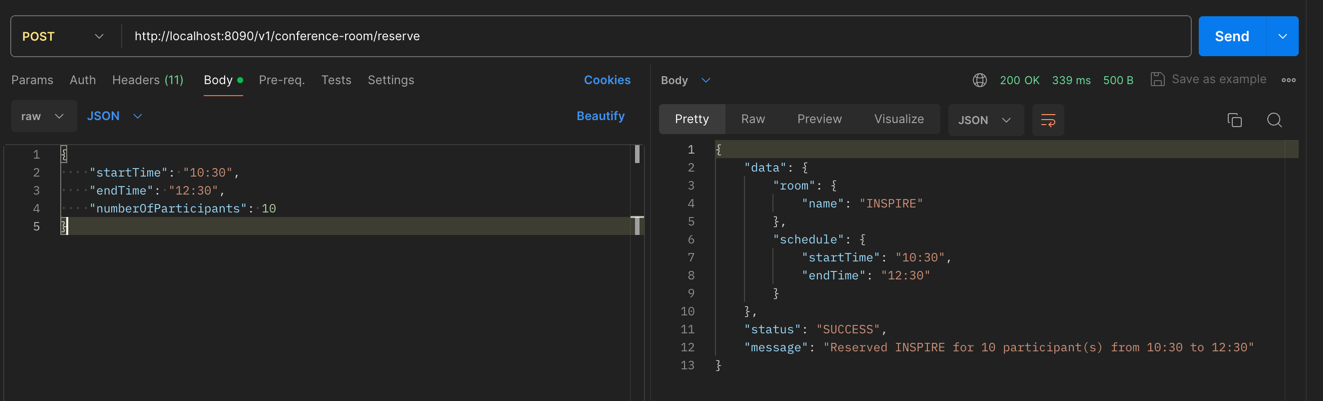 POST http://localhost:8090/v1/conference-room/reserve Send
Params Auth Headers (11) Body Pre-req. Tests Settings Cookies
raw JSON Beautify
1 {
2 "startTime": "10:30",
3 "endTime": "12:30",
4 "numberOfParticipants": 10
5 }
Body 200 OK 339 ms 500 B Save as example
Pretty Raw Preview Visualize JSON
1 {
2 "data": {
3 "room": {
4 "name": "INSPIRE"
5 },
6 "schedule": {
7 "startTime": "10:30",
8 "endTime": "12:30"
9 }
10 },
11 "status": "SUCCESS",
12 "message": "Reserved INSPIRE for 10 participant(s) from 10:30 to 12:30"
13 }